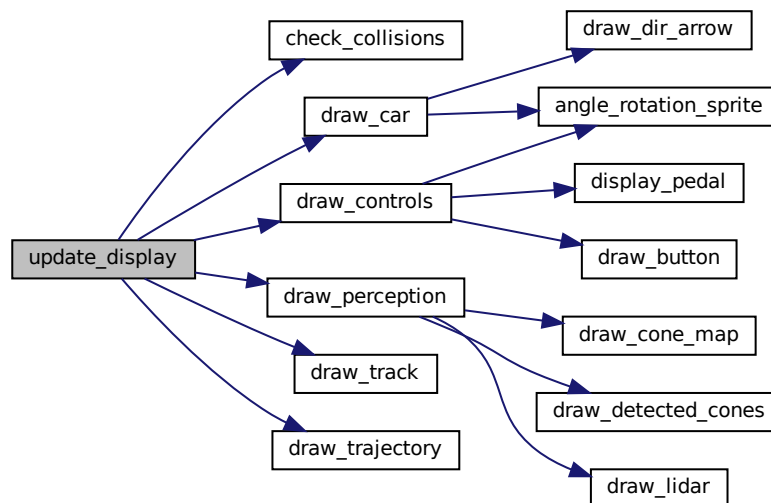 update_display
check_collisions
draw_car
draw_controls
draw_perception
draw_track
draw_trajectory
draw_dir_arrow
angle_rotation_sprite
display_pedal
draw_button
draw_cone_map
draw_detected_cones
draw_lidar